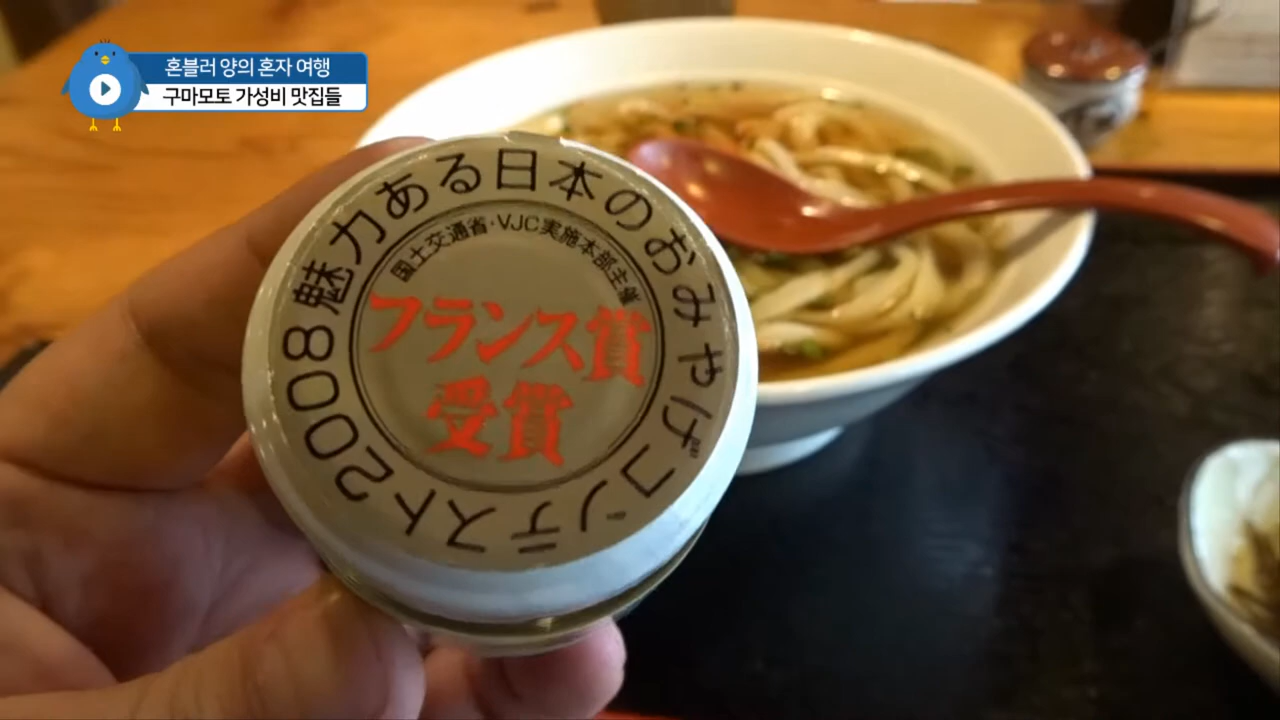 혼블러 양의 혼자 여행
구마모토 가성비 맛집들
魅力ある日本のおみやげコンテスト2008
国土交通省・VJC実施本部主催
フランス賞
受賞